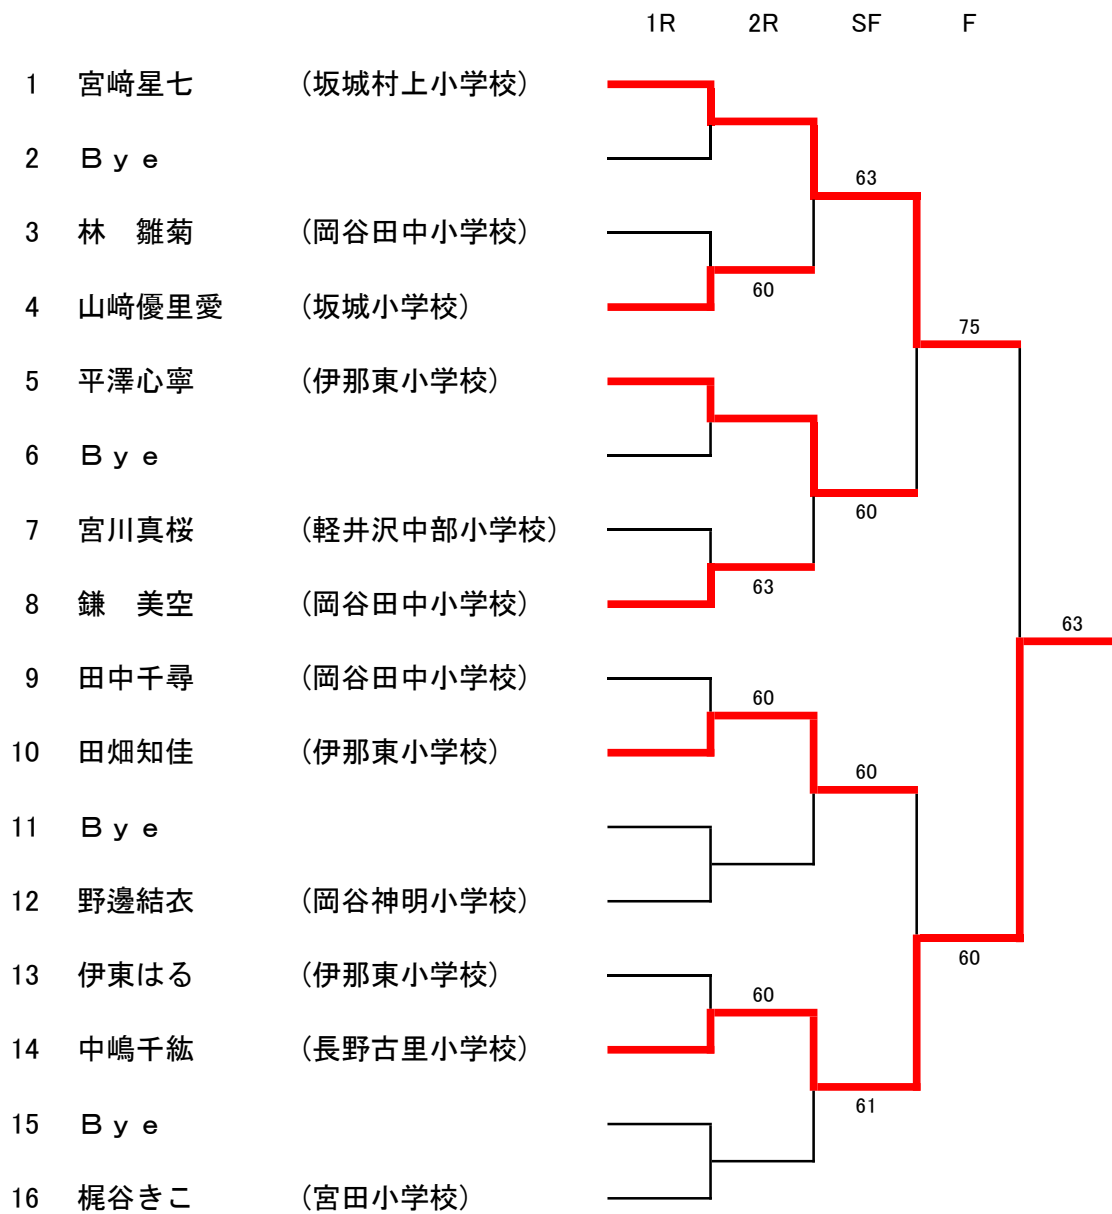 1R 2R SF F
1 宮﨑星七 (坂城村上小学校)
2 Ｂｙｅ
63
3 林　雛菊 (岡谷田中小学校)
60
4 山﨑優里愛 (坂城小学校)
75
5 平澤心寧 (伊那東小学校)
6 Ｂｙｅ
60
7 宮川真桜 (軽井沢中部小学校)
63
8 鎌　美空 (岡谷田中小学校)
63
9 田中千尋 (岡谷田中小学校)
60
10 田畑知佳 (伊那東小学校)
60
11 Ｂｙｅ
12 野邊結衣 (岡谷神明小学校)
60
13 伊東はる (伊那東小学校)
60
14 中嶋千紘 (長野古里小学校)
61
15 Ｂｙｅ
16 梶谷きこ (宮田小学校)